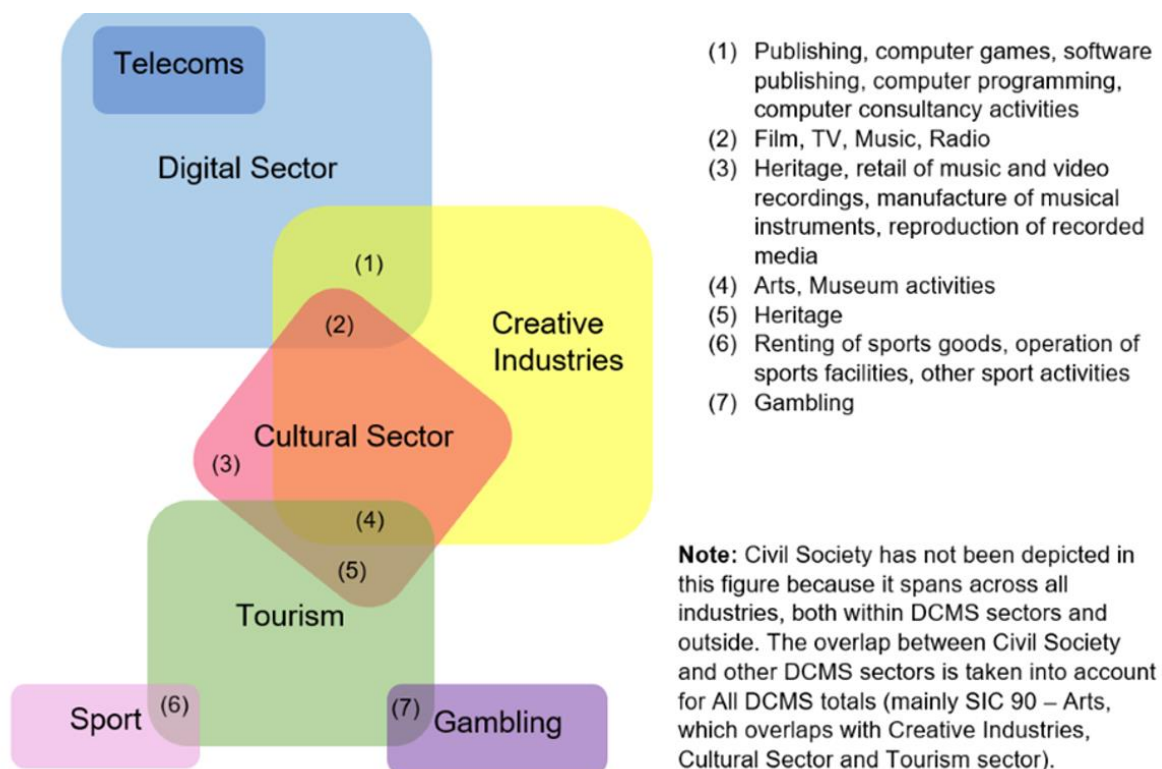 Telecoms
Digital Sector
(1)
(2)
Creative
Industries
Cultural Sector
(3)
(4)
(5)
Tourism
Sport
(6)
(7)
Gambling
(1) Publishing, computer games, software
publishing, computer programming,
computer consultancy activities
(2) Film, TV, Music, Radio
(3) Heritage, retail of music and video
recordings, manufacture of musical
instruments, reproduction of recorded
media
(4) Arts, Museum activities
(5) Heritage
(6) Renting of sports goods, operation of
sports facilities, other sport activities
(7) Gambling
Note: Civil Society has not been depicted in
this figure because it spans across all
industries, both within DCMS sectors and
outside. The overlap between Civil Society
and other DCMS sectors is taken into account
for All DCMS totals (mainly SIC 90 – Arts,
which overlaps with Creative Industries,
Cultural Sector and Tourism sector).